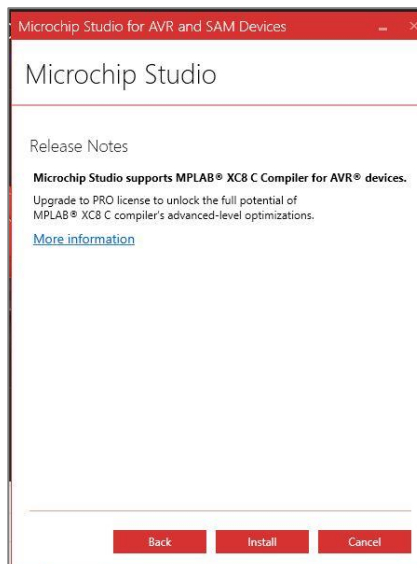 Microchip Studio for AVR and SAM Devices
Microchip Studio
Release Notes
Microchip Studio supports MPLAB® XC8 C Compiler for AVR® devices.
Upgrade to PRO license to unlock the full potential of
MPLAB® XC8 C compiler's advanced-level optimizations.
More information
Back Install Cancel